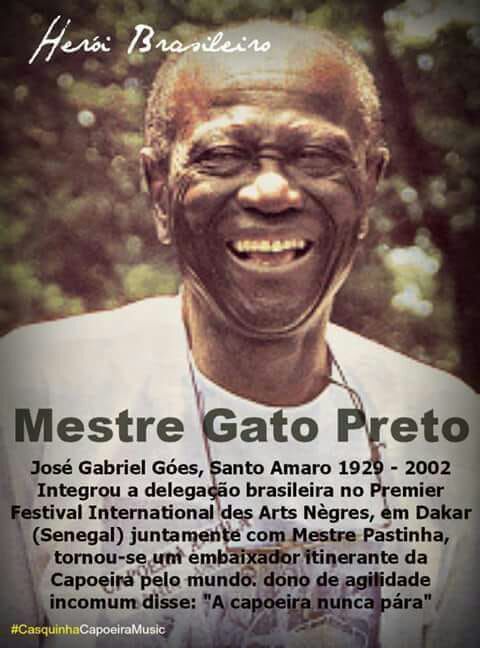 Herói Brasileiro
Mestre Gato Preto
José Gabriel Góes, Santo Amaro 1929 - 2002
Integrou a delegação brasileira no Premier
Festival International des Arts Nègres, em Dakar
(Senegal) juntamente com Mestre Pastinha,
tornou-se um embaixador itinerante da
Capoeira pelo mundo. dono de agilidade
incomum disse: "A capoeira nunca pára"
#CasquinhaCapoeiraMusic